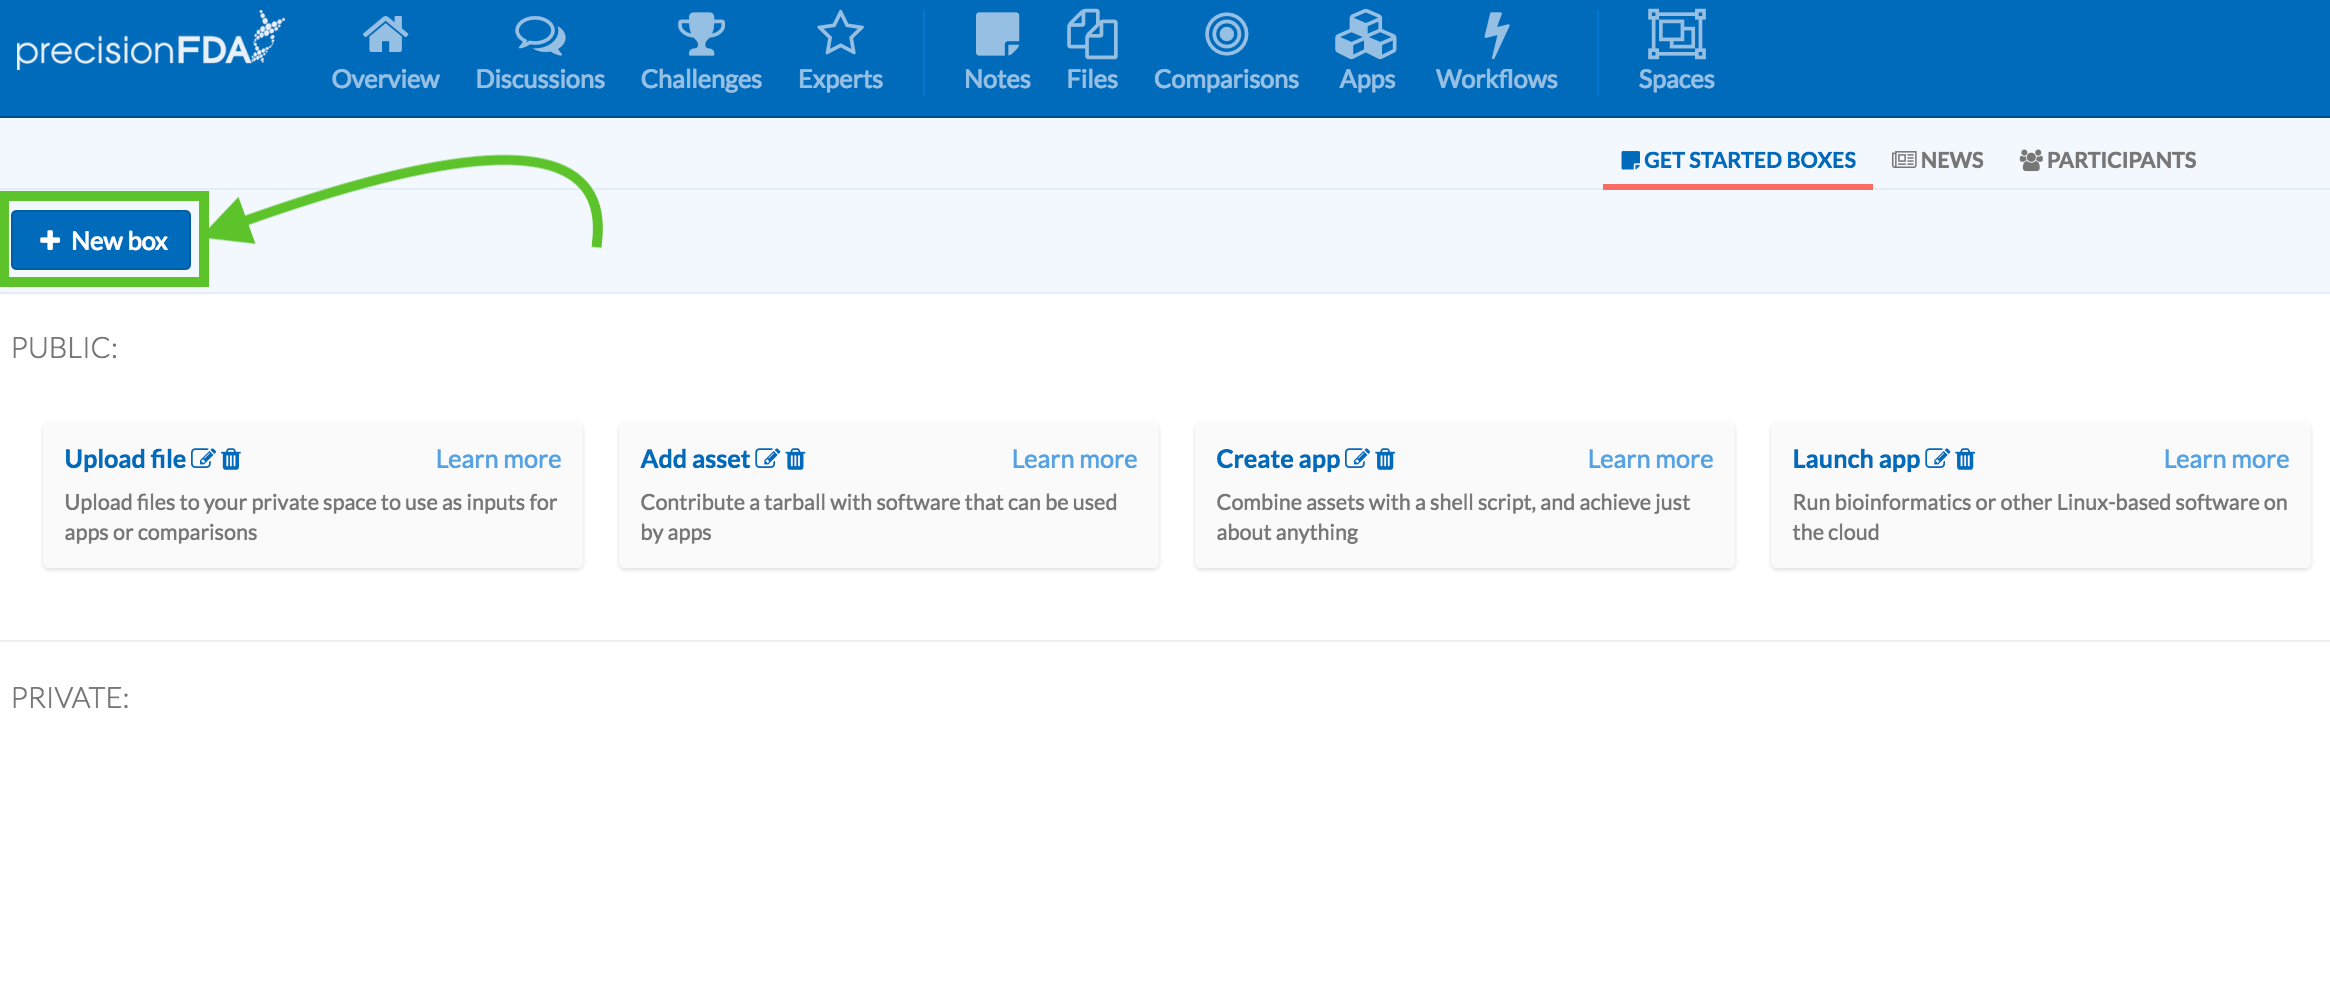 precisionFDA
Overview Discussions Challenges Experts Notes Files Comparisons Apps Workflows Spaces
GET STARTED BOXES NEWS PARTICIPANTS
New box
PUBLIC:
Upload file Learn more
Upload files to your private space to use as inputs for
apps or comparisons
Add asset Learn more
Contribute a tarball with software that can be used
by apps
Create app Learn more
Combine assets with a shell script, and achieve just
about anything
Launch app Learn more
Run bioinformatics or other Linux-based software on
the cloud
PRIVATE: